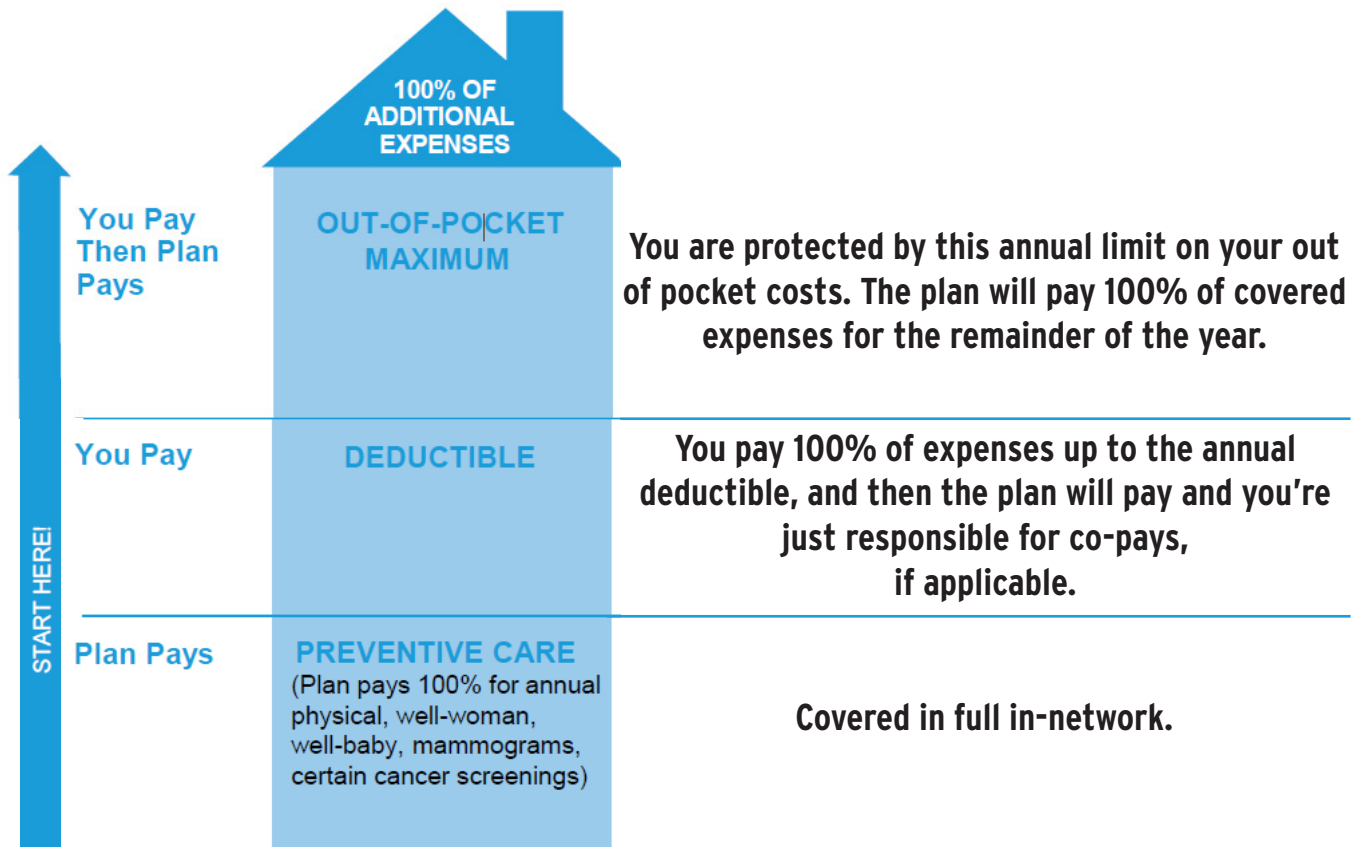 100% OF
ADDITIONAL
EXPENSES
You Pay
Then Plan
Pays
OUT-OF-POCKET
MAXIMUM
You are protected by this annual limit on your out
of pocket costs. The plan will pay 100% of covered
expenses for the remainder of the year.
You Pay
DEDUCTIBLE
You pay 100% of expenses up to the annual
deductible, and then the plan will pay and you’re
just responsible for co-pays,
if applicable.
START HERE!
Plan Pays
PREVENTIVE CARE
(Plan pays 100% for annual
physical, well-woman,
well-baby, mammograms,
certain cancer screenings)
Covered in full in-network.